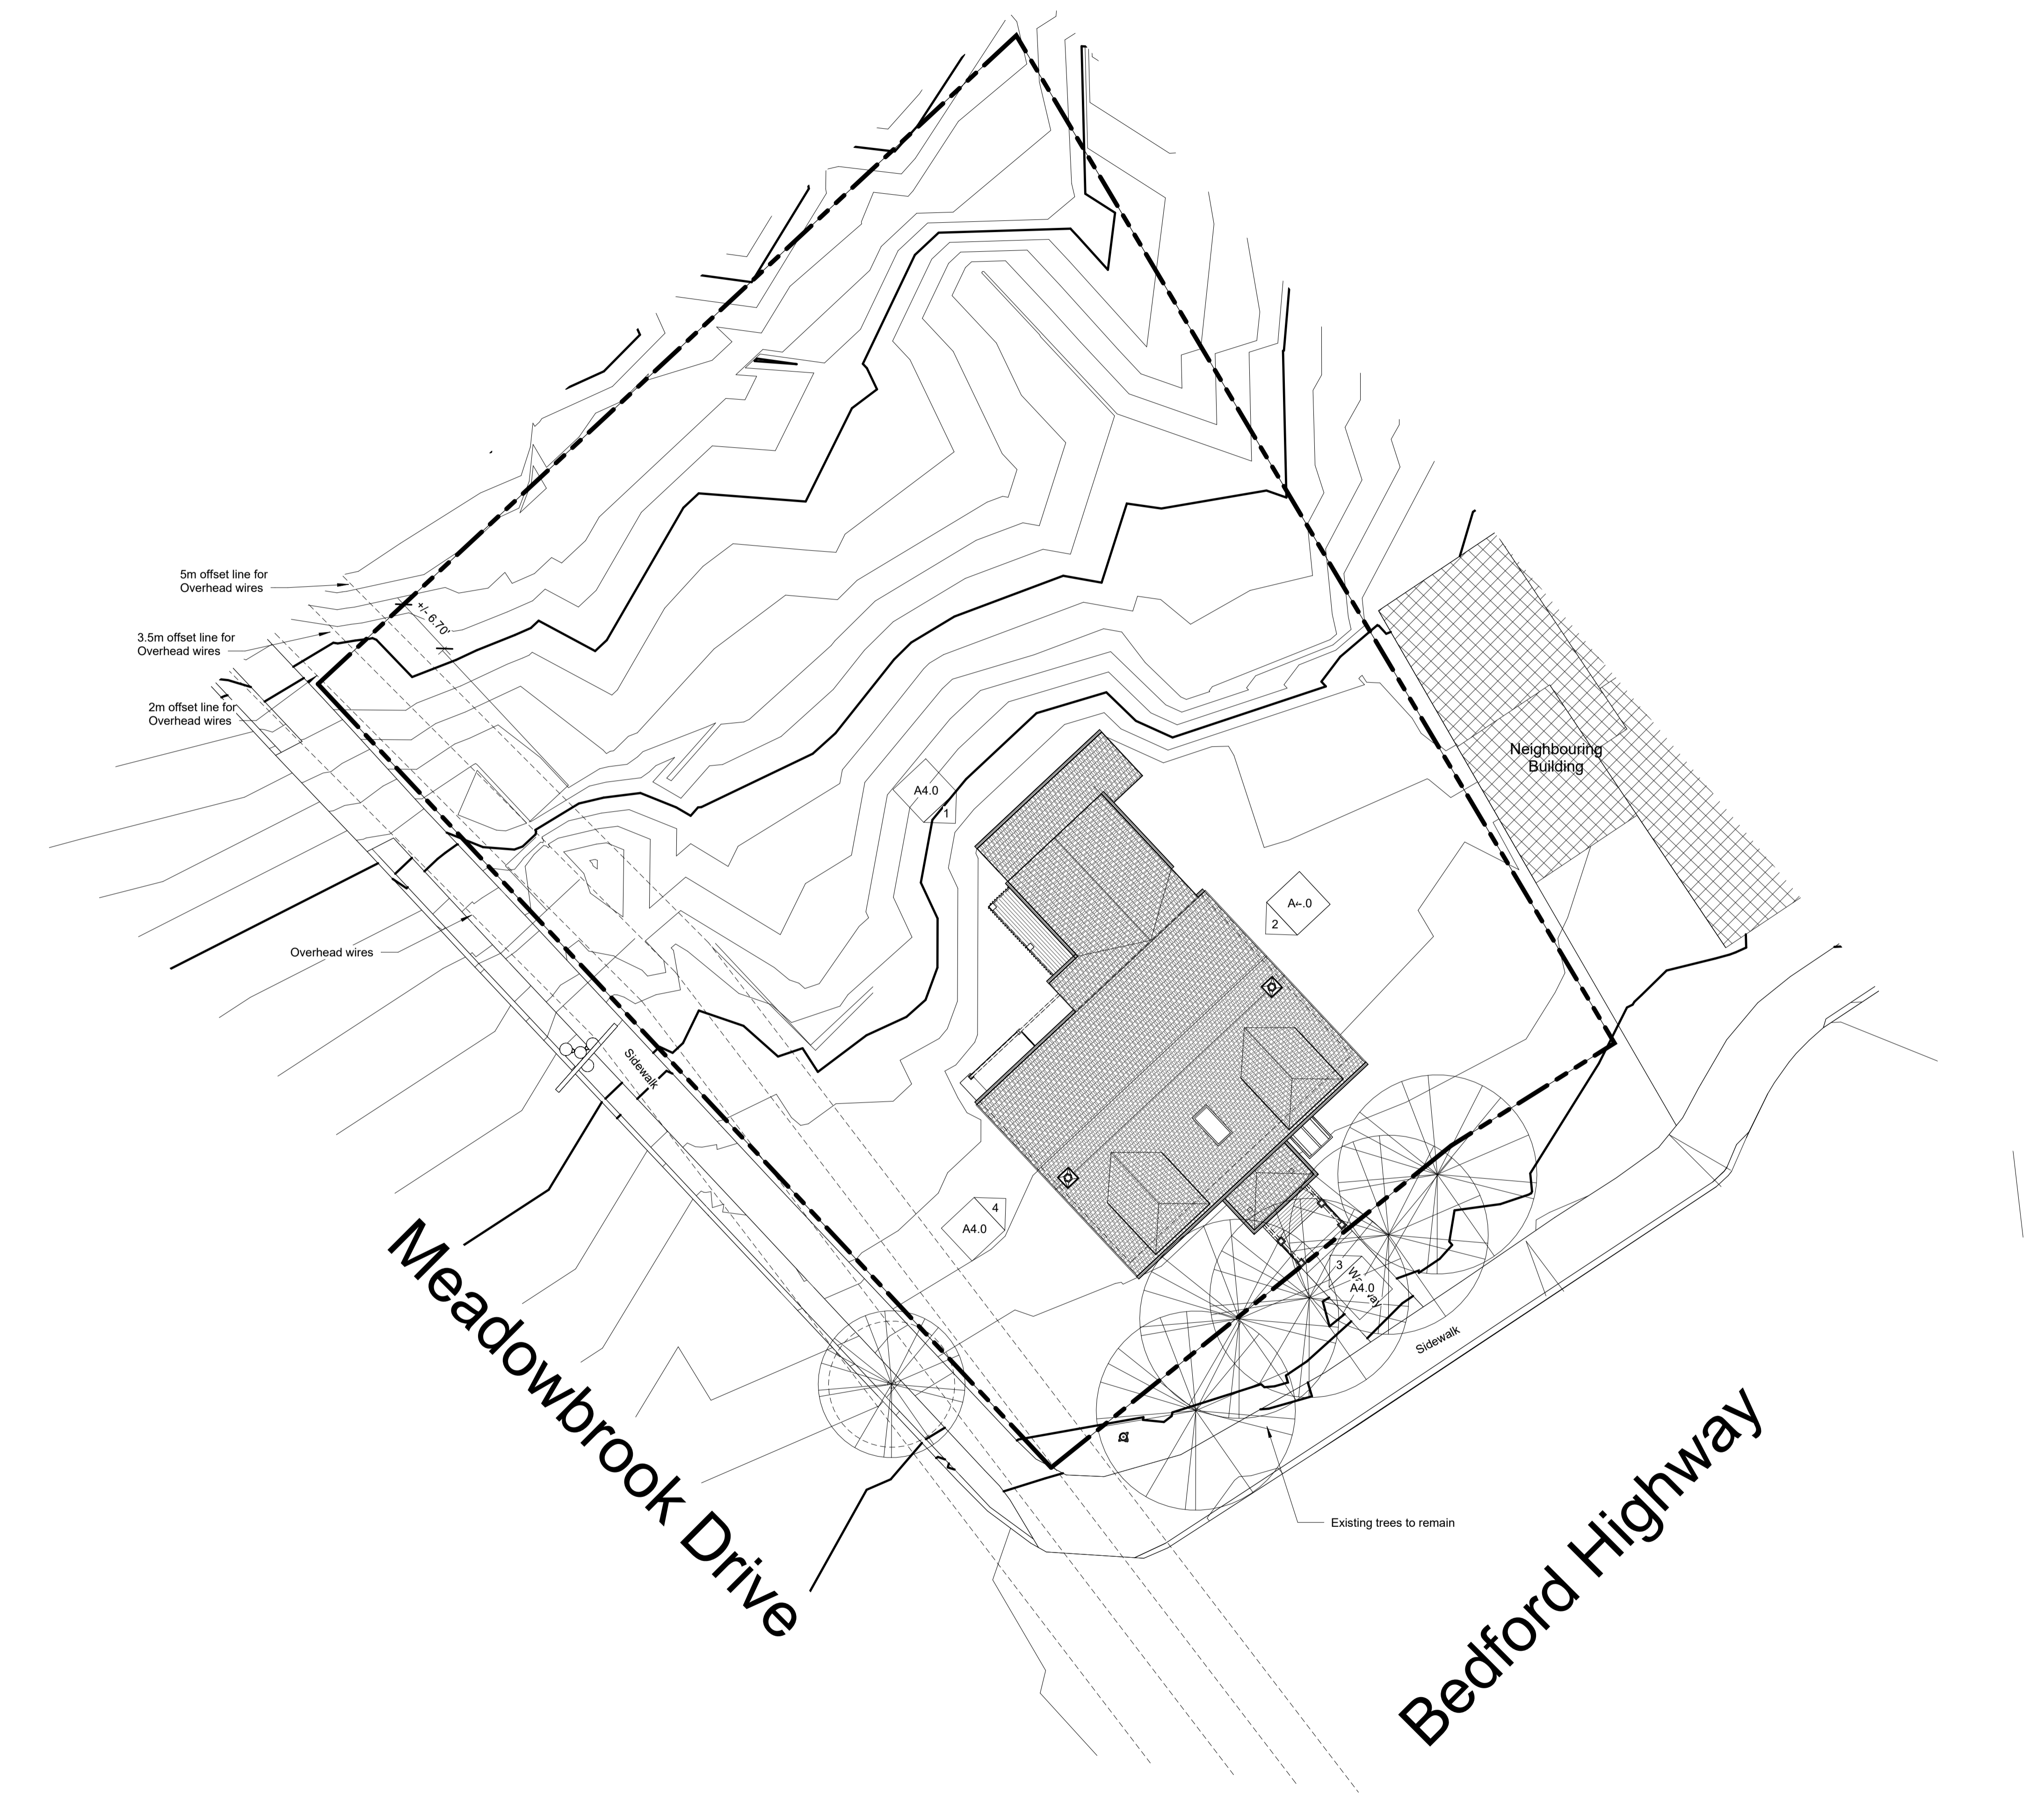 5m offset line for
Overhead wires
+/- 6.70'
3.5m offset line for
Overhead wires
2m offset line for
Overhead wires
Neighbouring
Building
A4.0
1
2
Overhead wires
Sidewalk
4
A4.0
3
A4.0
Sidewalk
Meadowbrook Drive
Existing trees to remain
Bedford Highway